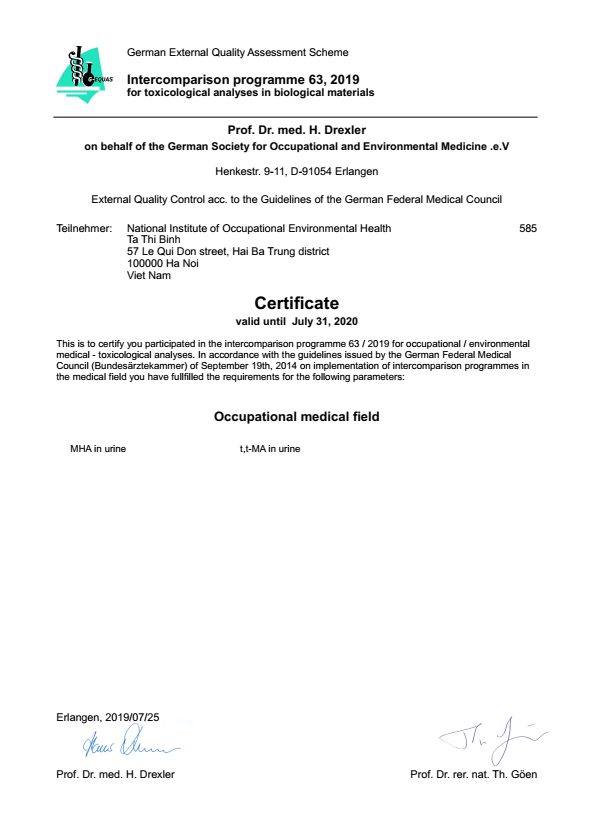 German External Quality Assessment Scheme
EQUAS
Intercomparison programme 63, 2019
for toxicological analyses in biological materials
Prof. Dr. med. H. Drexler
on behalf of the German Society for Occupational and Environmental Medicine .e.V
Henkestr. 9-11, D-91054 Erlangen
External Quality Control acc. to the Guidelines of the German Federal Medical Council
Teilnehmer: National Institute of Occupational Environmental Health 585
Ta Thi Binh
57 Le Qui Don street, Hai Ba Trung district
100000 Ha Noi
Viet Nam
Certificate
valid until July 31, 2020
This is to certify you participated in the intercomparison programme 63 / 2019 for occupational / environmental
medical - toxicological analyses. In accordance with the guidelines issued by the German Federal Medical
Council (Bundesärztekammer) of September 19th, 2014 on implementation of intercomparison programmes in
the medical field you have fullfilled the requirements for the following parameters:
Occupational medical field
MHA in urine t,t-MA in urine
Erlangen, 2019/07/25
Prof. Dr. med. H. Drexler Prof. Dr. rer. nat. Th. Göen